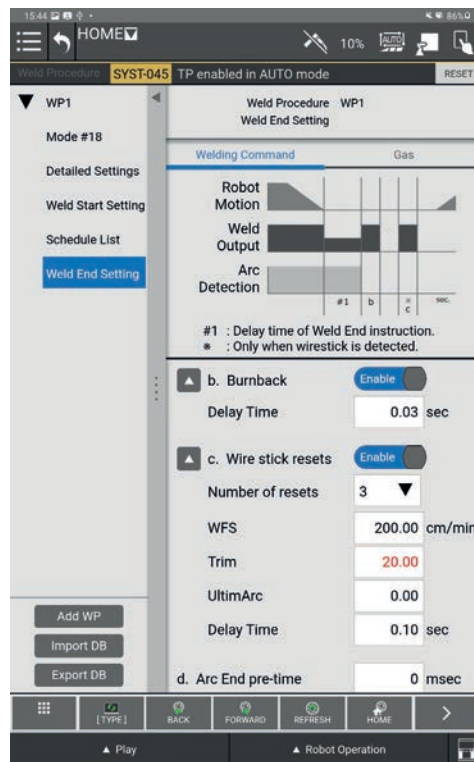 15:44
86%
HOME
10%
AUTO
Weld Procedure SYST-045 TP enabled in AUTO mode RESET
WP1
Mode #18
Detailed Settings
Weld Start Setting
Schedule List
Weld End Setting
Add WP
Import DB
Export DB
Weld Procedure WP1
Weld End Setting
Welding Command Gas
Robot
Motion
Weld
Output
Arc
Detection
#1 b * c sec.
#1 : Delay time of Weld End instruction.
* : Only when wirestick is detected.
b. Burnback Enable
Delay Time 0.03 sec
c. Wire stick resets Enable
Number of resets 3
WFS 200.00 cm/min
Trim 20.00
UltimArc 0.00
Delay Time 0.10 sec
d. Arc End pre-time 0 msec
[TYPE] BACK FORWARD REFRESH HOME
Play Robot Operation